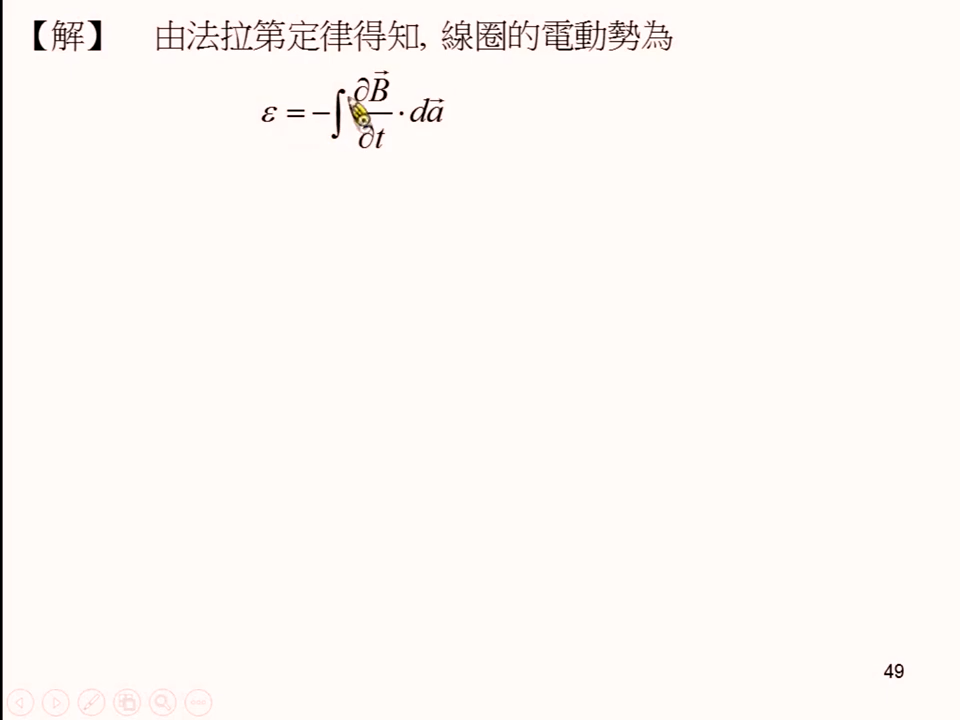 【解】 由法拉第定律得知, 線圈的電動勢為
ε = −∫ ∂B⃗/∂t · da⃗
49